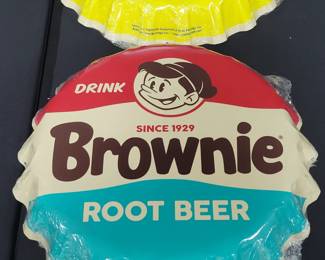 DRINK
SINCE 1929
Brownie®
ROOT BEER